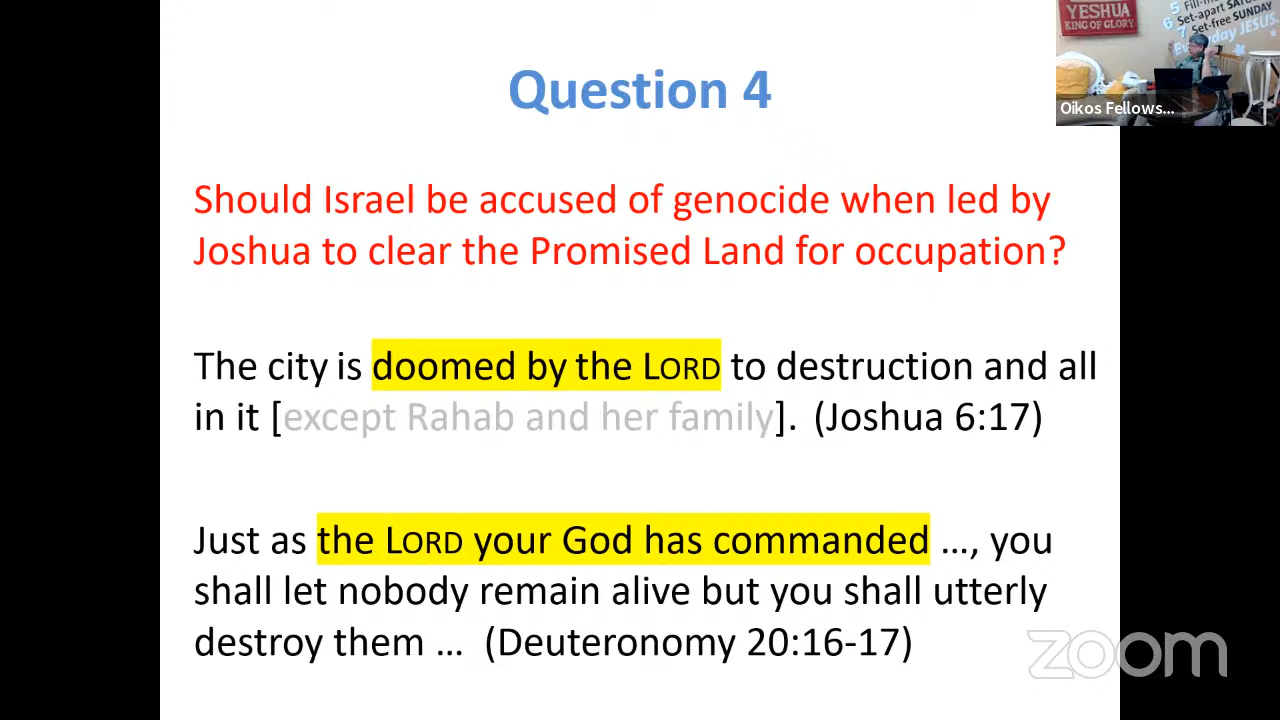 Question 4
Should Israel be accused of genocide when led by
Joshua to clear the Promised Land for occupation?
The city is doomed by the LORD to destruction and all
in it [except Rahab and her family]. (Joshua 6:17)
Just as the LORD your God has commanded …, you
shall let nobody remain alive but you shall utterly
destroy them … (Deuteronomy 20:16-17)
YESHUA
KING OF GLORY
5
Set-apart
6
7 Set-free SUNDAY
JESUS
Oikos Fellows...
zoom